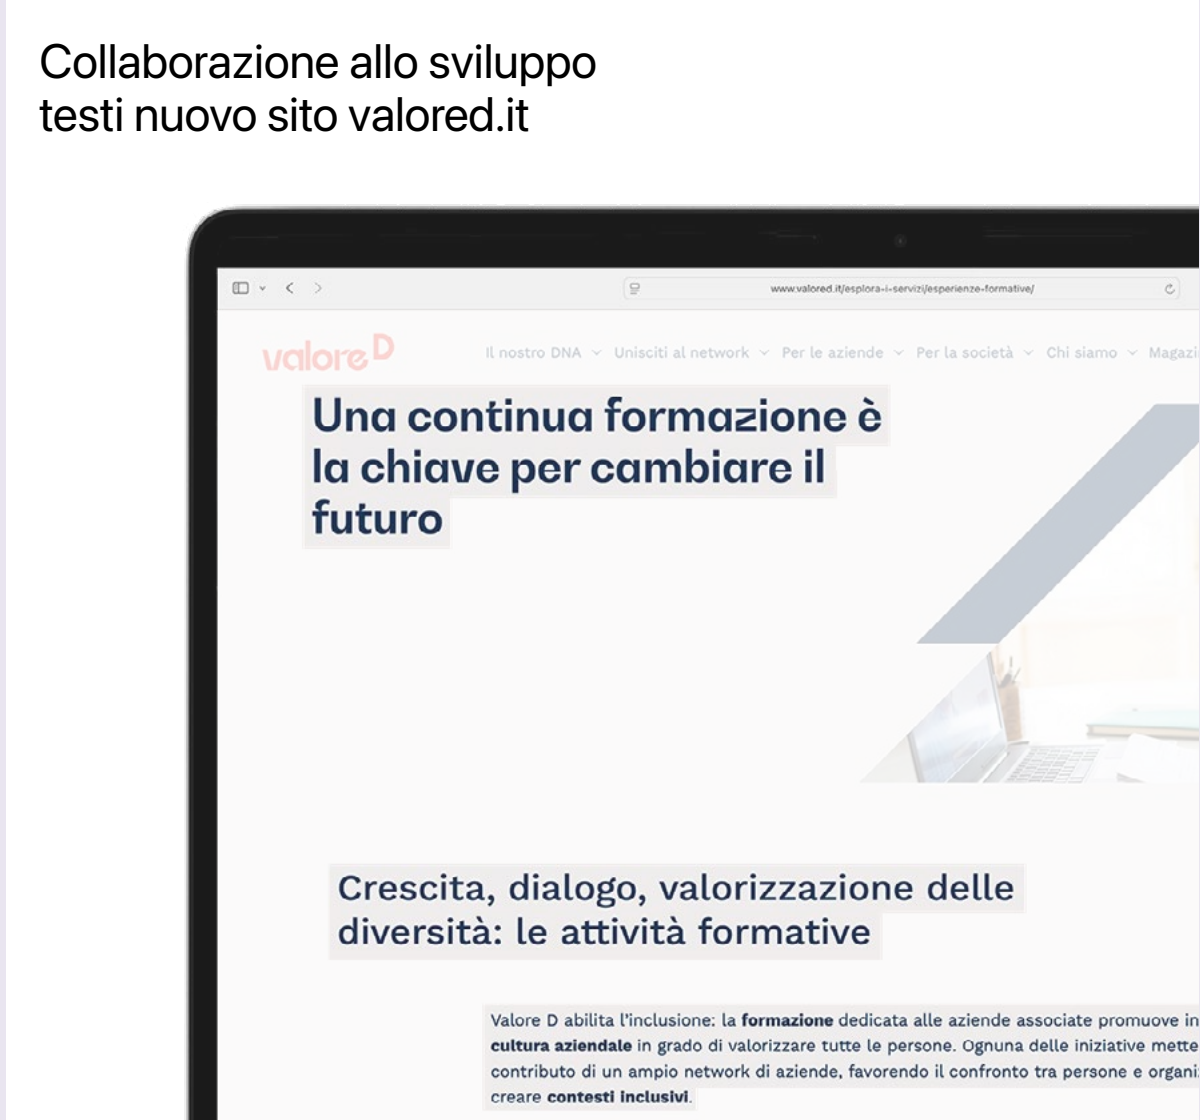 Collaborazione allo sviluppo
testi nuovo sito valored.it
www.valored.it/esplora-i-servizi/esperienze-formative/
valore D
Il nostro DNA Unisciti al network Per le aziende Per la società Chi siamo Magazi
Una continua formazione è
la chiave per cambiare il
futuro
Crescita, dialogo, valorizzazione delle
diversità: le attività formative
Valore D abilita l'inclusione: la formazione dedicata alle aziende associate promuove in
cultura aziendale in grado di valorizzare tutte le persone. Ognuna delle iniziative mette
contributo di un ampio network di aziende, favorendo il confronto tra persone e organi
creare contesti inclusivi.